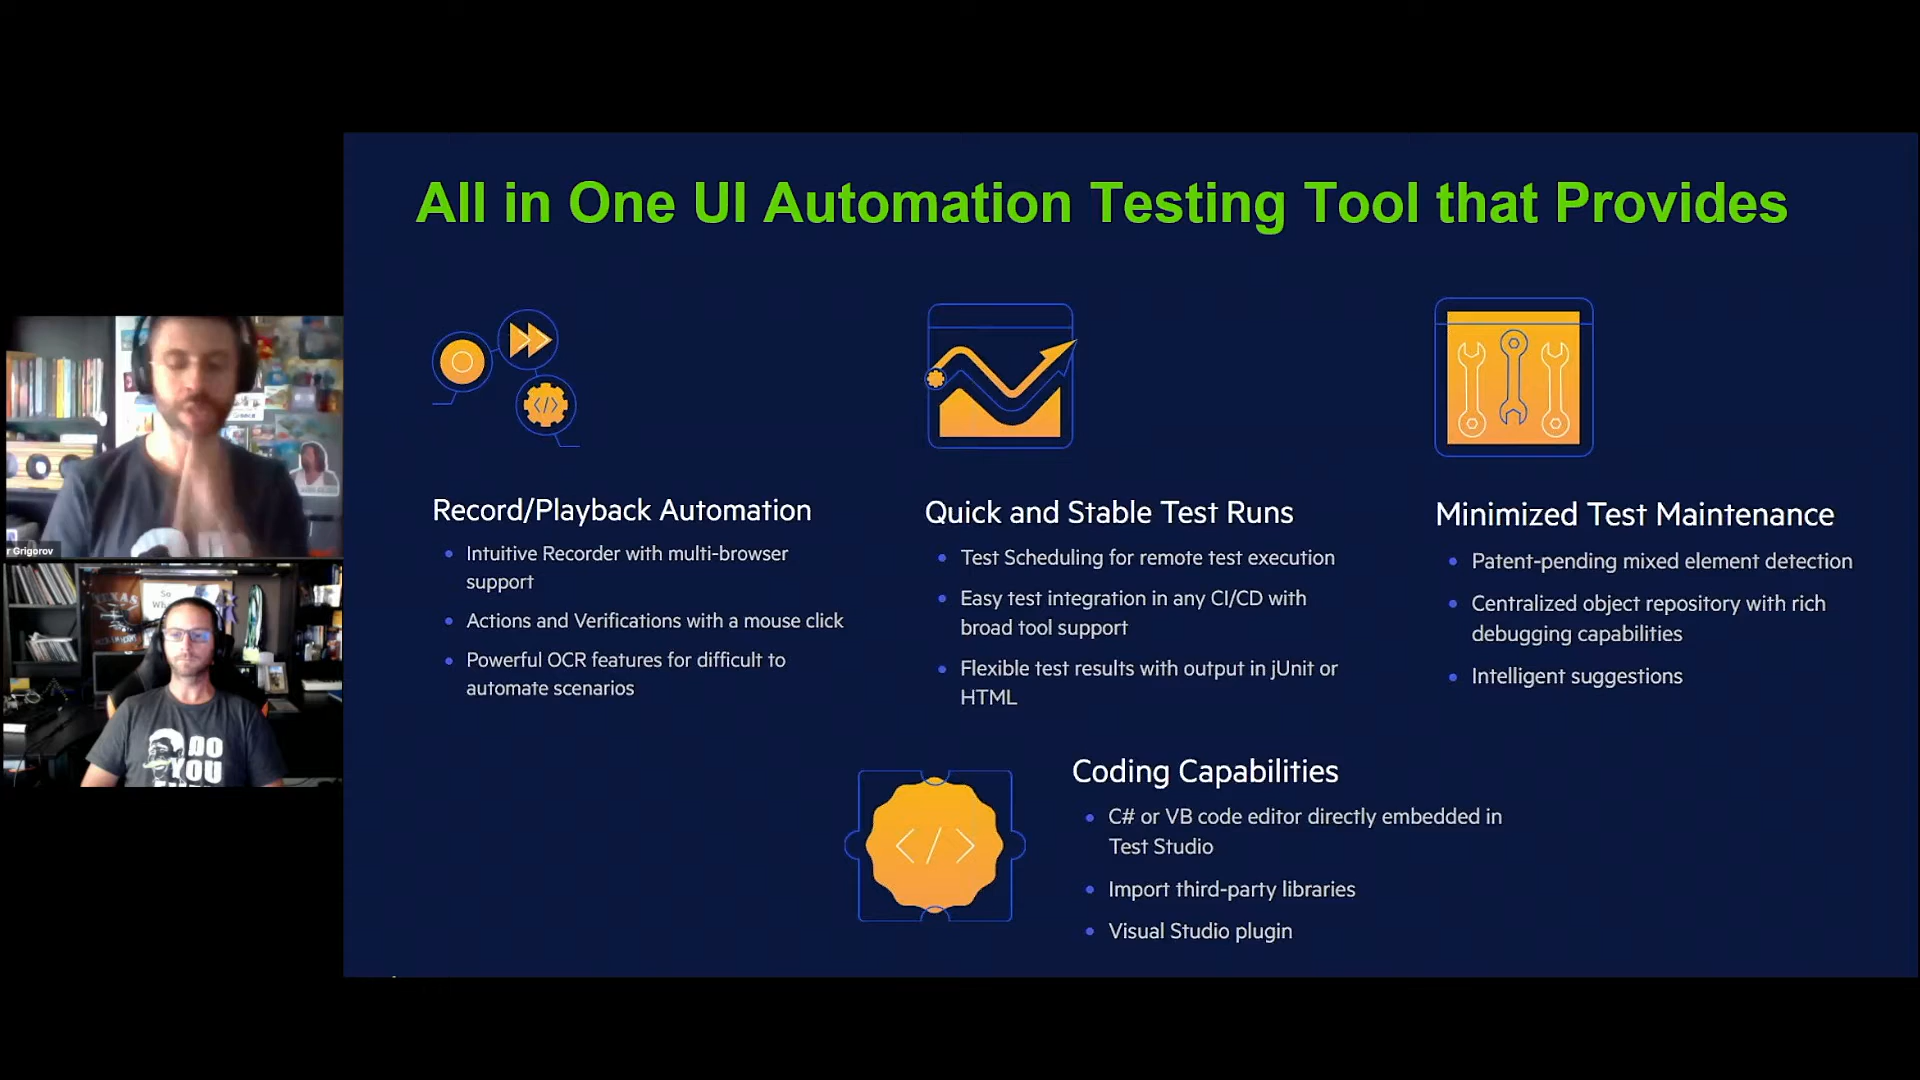 All in One UI Automation Testing Tool that Provides
Record/Playback Automation
Intuitive Recorder with multi-browser
support
Actions and Verifications with a mouse click
Powerful OCR features for difficult to
automate scenarios
Quick and Stable Test Runs
Test Scheduling for remote test execution
Easy test integration in any CI/CD with
broad tool support
Flexible test results with output in jUnit or
HTML
Minimized Test Maintenance
Patent-pending mixed element detection
Centralized object repository with rich
debugging capabilities
Intelligent suggestions
</>
Coding Capabilities
C# or VB code editor directly embedded in
Test Studio
Import third-party libraries
Visual Studio plugin
</>
r Grigorov
TEXAS
So
DO
YOU